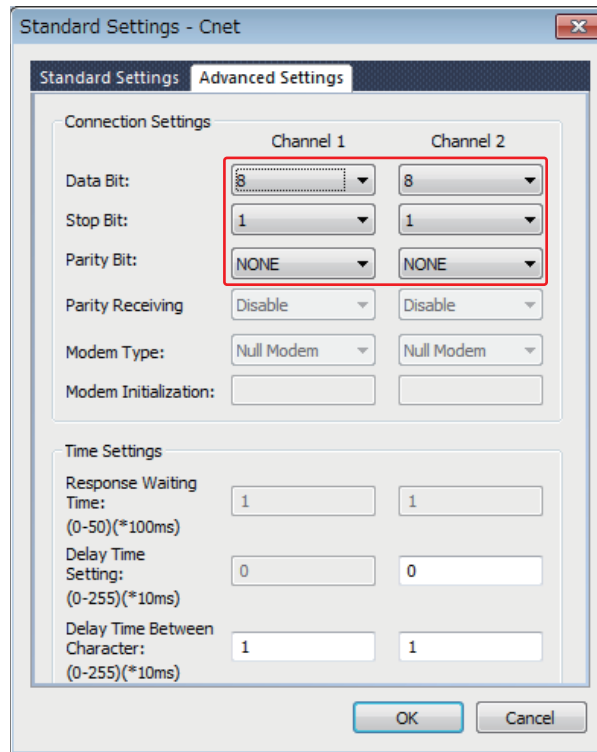 Standard Settings - Cnet
Standard Settings Advanced Settings
Connection Settings
Channel 1 Channel 2
Data Bit: 8 8
Stop Bit: 1 1
Parity Bit: NONE NONE
Parity Receiving Disable Disable
Modem Type: Null Modem Null Modem
Modem Initialization:
Time Settings
Response Waiting
Time: 1 1
(0-50)(*100ms)
Delay Time
Setting: 0 0
(0-255)(*10ms)
Delay Time Between
Character: 1 1
(0-255)(*10ms)
OK Cancel